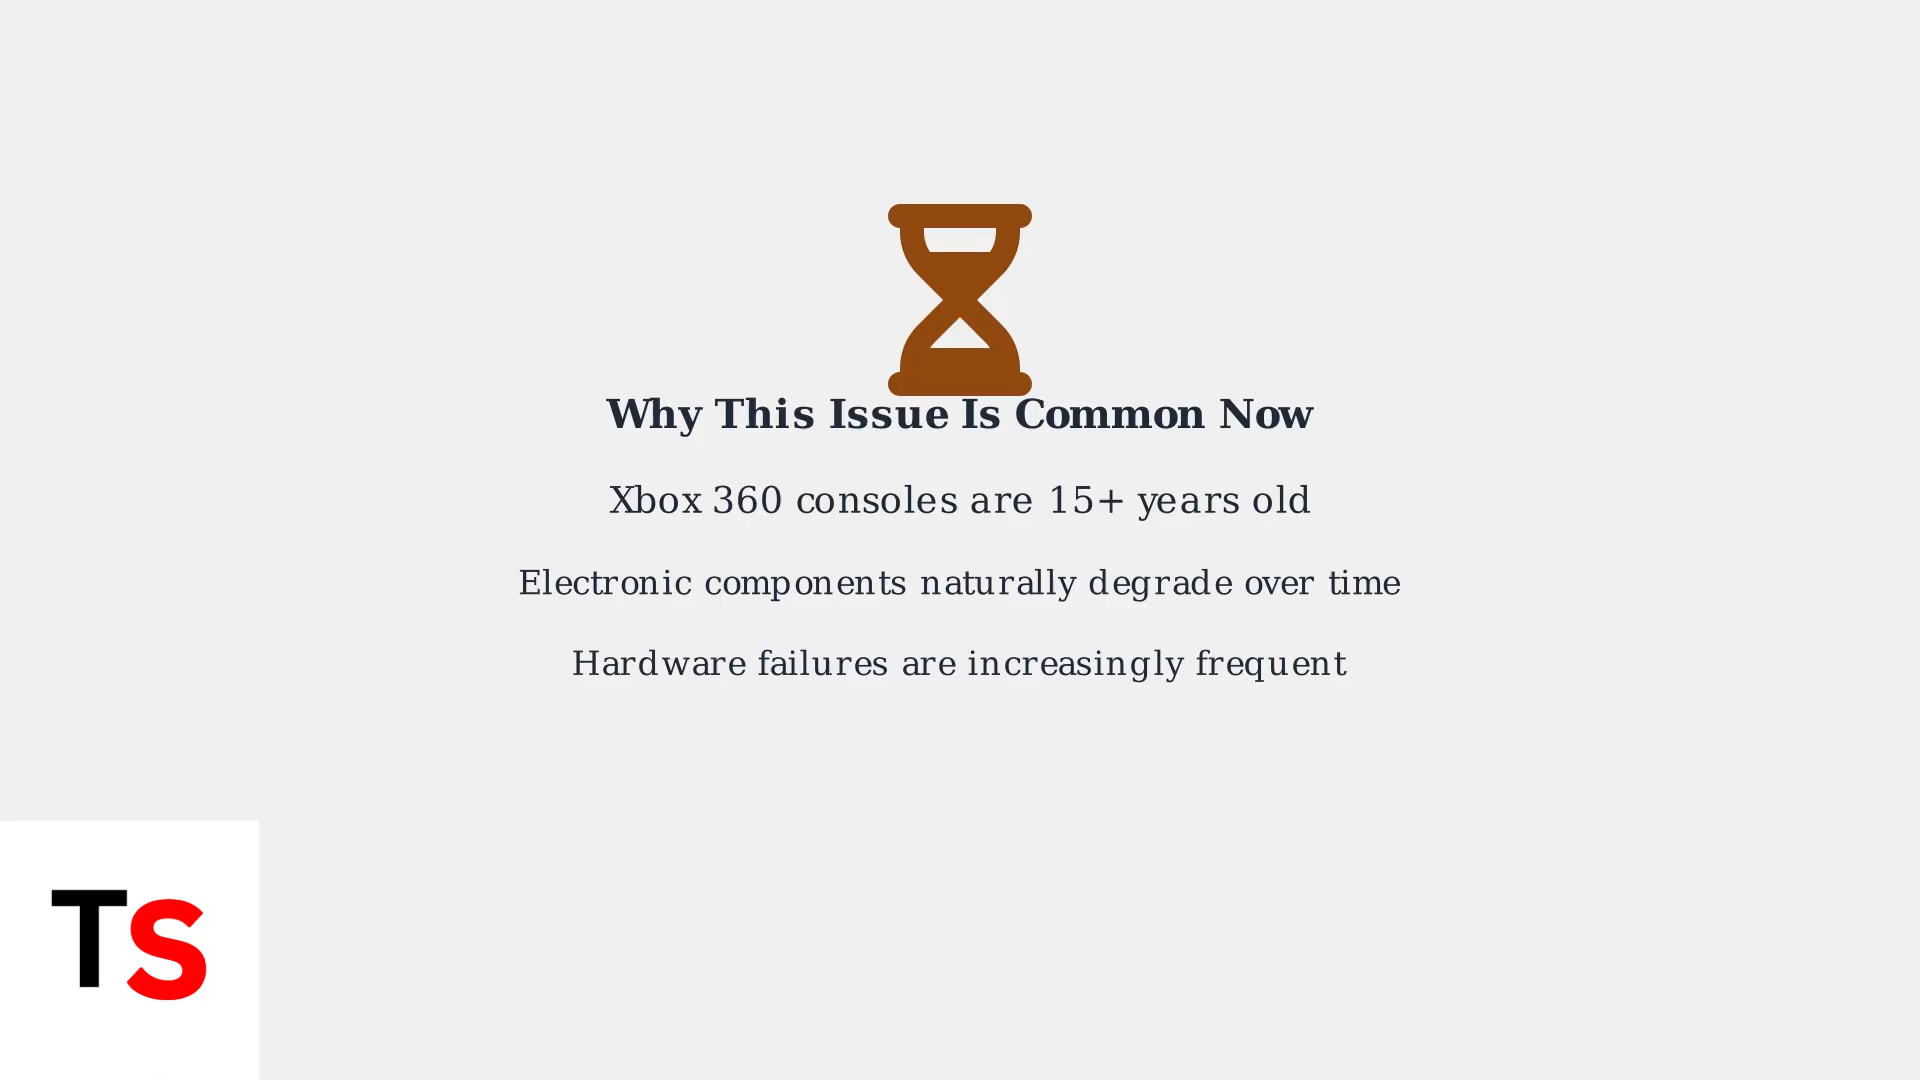 Why This Issue Is Common Now
Xbox 360 consoles are 15+ years old
Electronic components naturally degrade over time
Hardware failures are increasingly frequent
TS